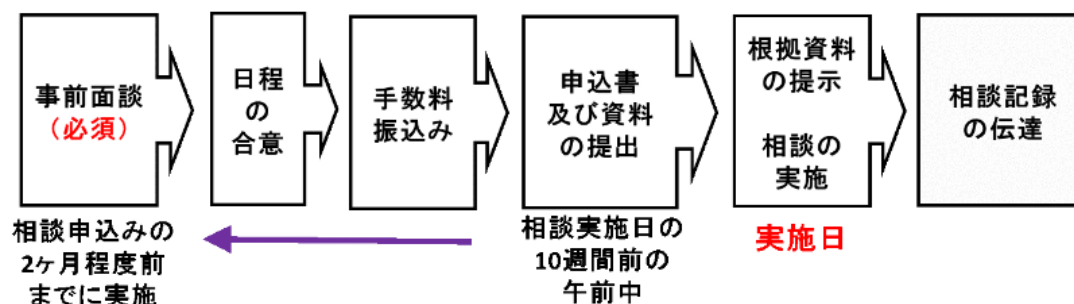 事前面談
（必須）
日程
の
合意
手数料
振込み
申込書
及び資料
の提出
根拠資料
の提示
相談の
実施
相談記録
の伝達
相談申込みの
2ヶ月程度前
までに実施
相談実施日の
10週間前の
午前中
実施日